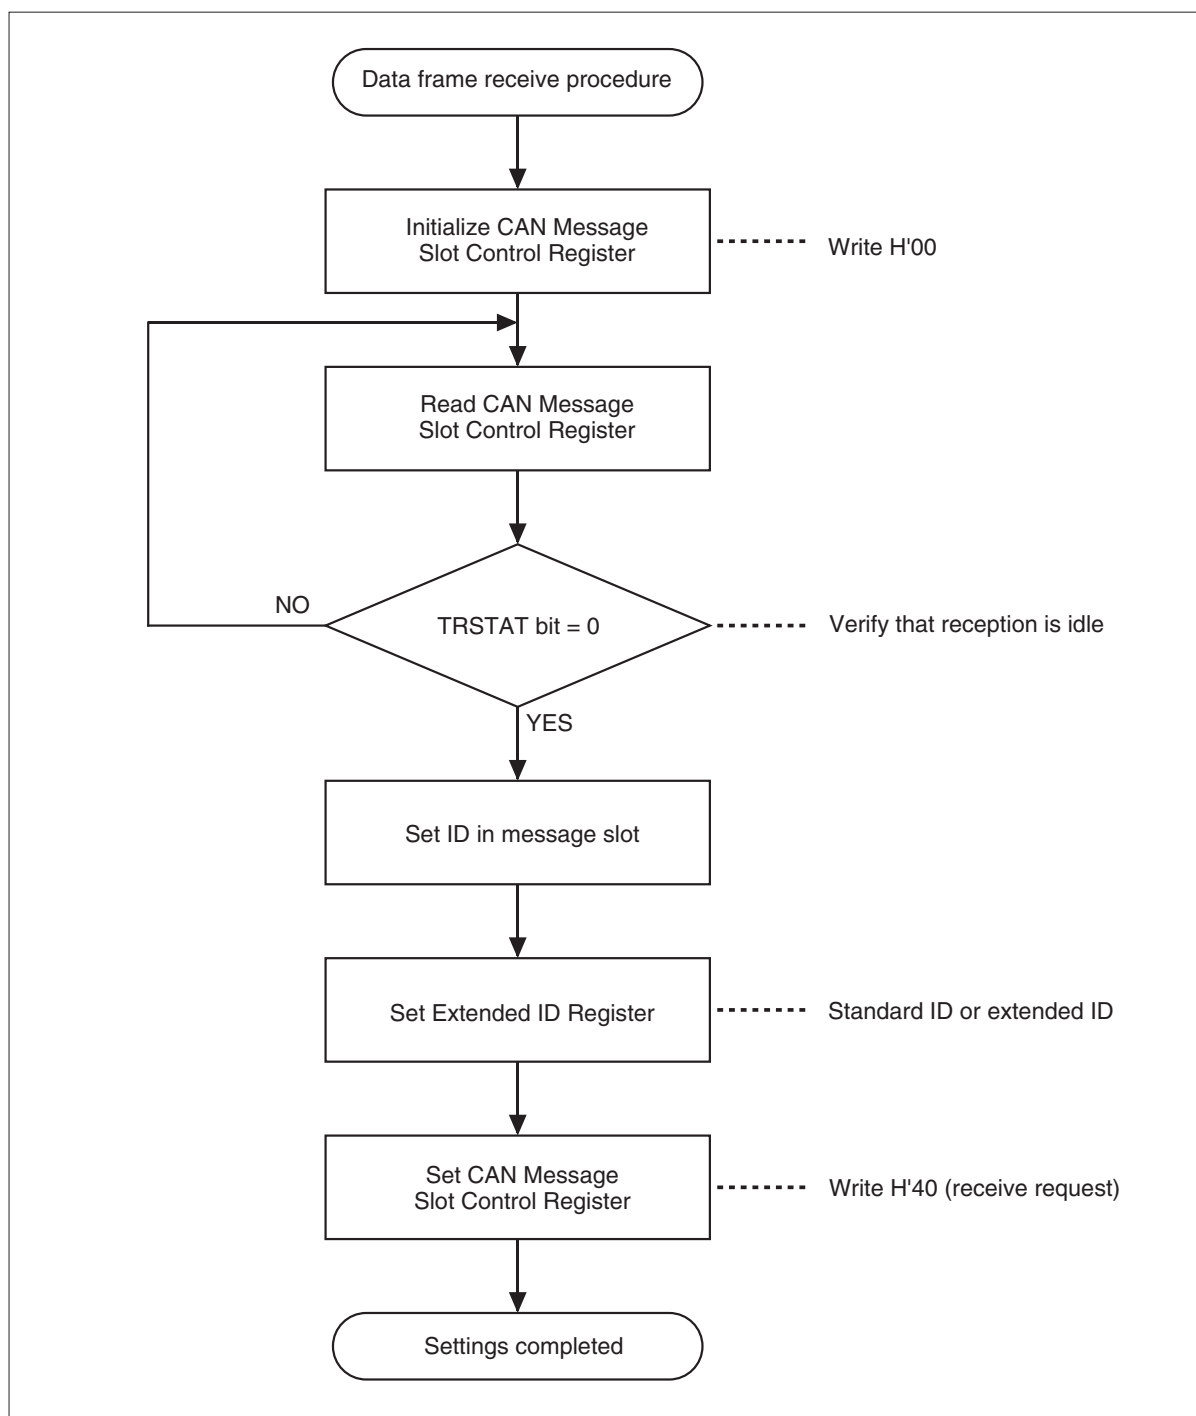 Data frame receive procedure
Initialize CAN Message
Slot Control Register
Write H'00
Read CAN Message
Slot Control Register
NO
TRSTAT bit = 0
Verify that reception is idle
YES
Set ID in message slot
Set Extended ID Register
Standard ID or extended ID
Set CAN Message
Slot Control Register
Write H'40 (receive request)
Settings completed